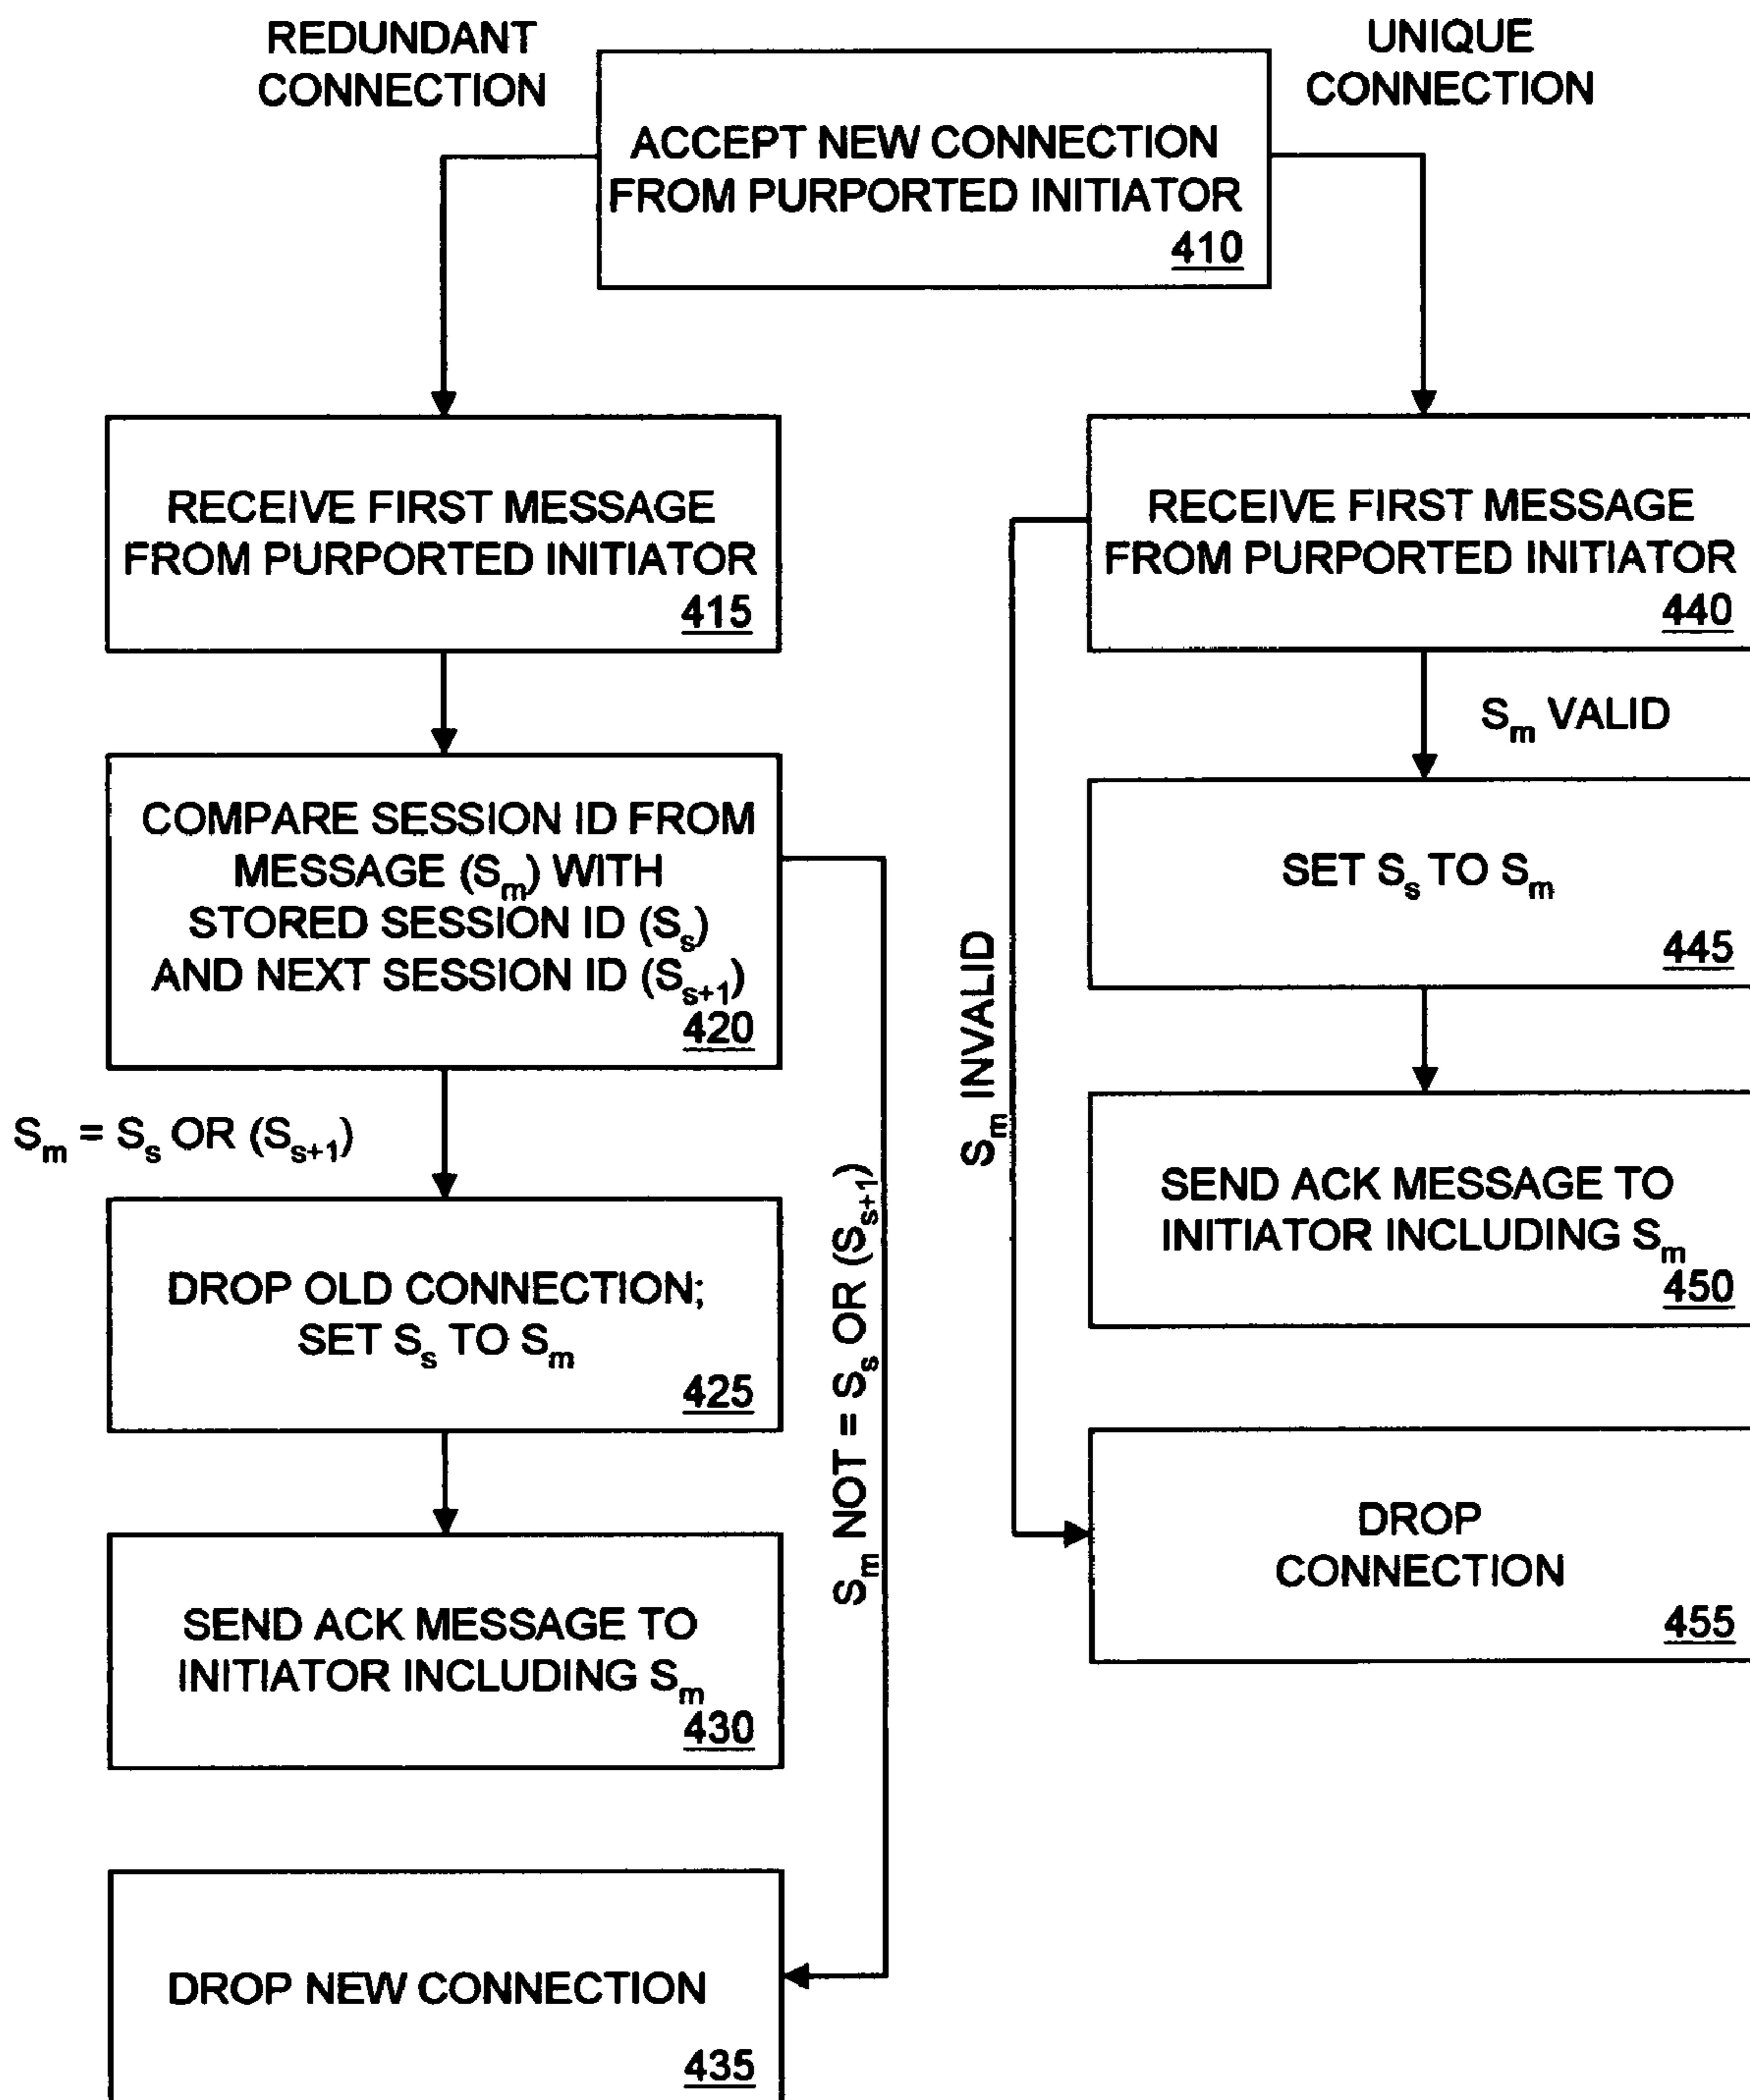 REDUNDANT
CONNECTION
UNIQUE
CONNECTION
ACCEPT NEW CONNECTION
FROM PURPORTED INITIATOR
410
RECEIVE FIRST MESSAGE
FROM PURPORTED INITIATOR
415
COMPARE SESSION ID FROM
MESSAGE (Sm) WITH
STORED SESSION ID (Ss)
AND NEXT SESSION ID (Ss+1)
420
Sm = Ss OR (Ss+1)
DROP OLD CONNECTION;
SET Ss TO Sm
425
SEND ACK MESSAGE TO
INITIATOR INCLUDING Sm
430
Sm NOT = Ss OR (Ss+1)
DROP NEW CONNECTION
435
RECEIVE FIRST MESSAGE
FROM PURPORTED INITIATOR
440
Sm VALID
SET Ss TO Sm
445
SEND ACK MESSAGE TO
INITIATOR INCLUDING Sm
450
Sm INVALID
DROP
CONNECTION
455